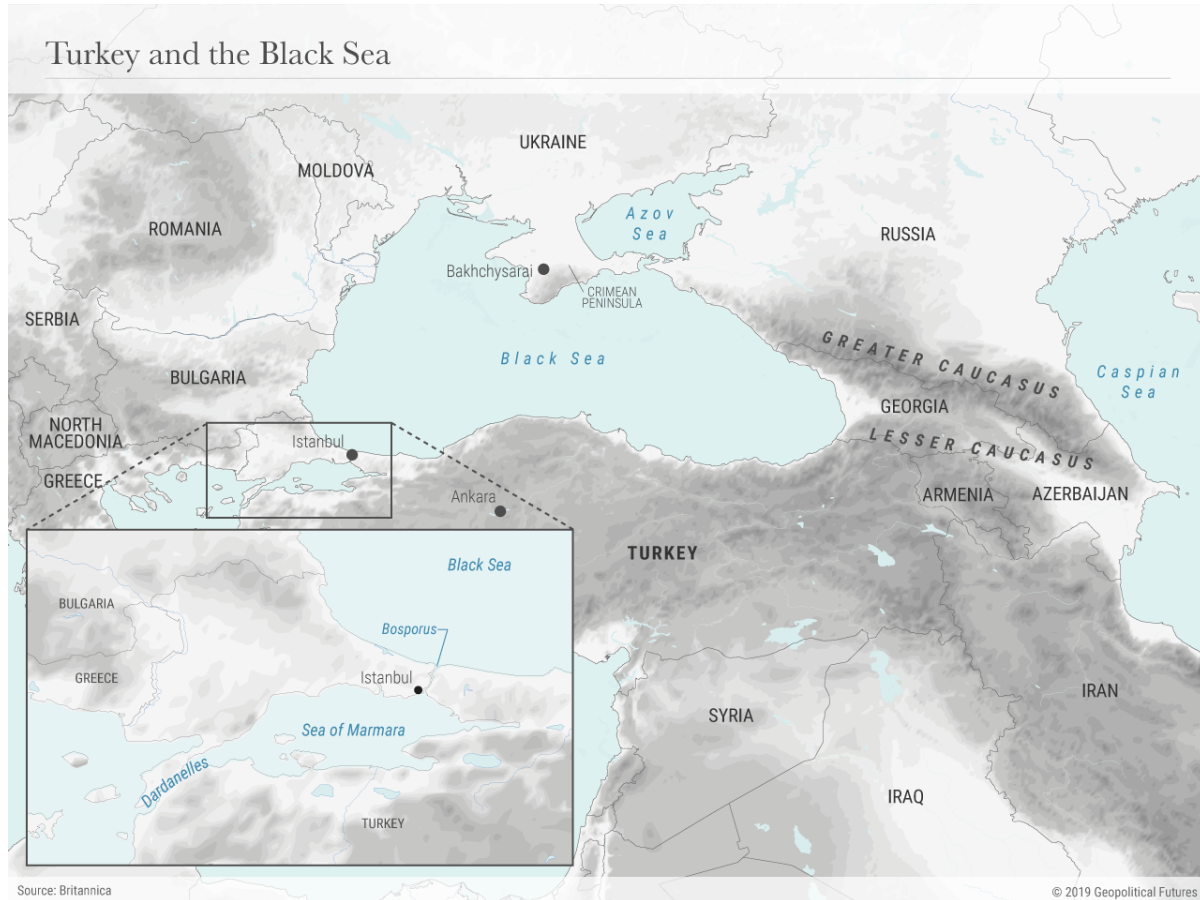 Turkey and the Black Sea
UKRAINE
MOLDOVA
ROMANIA
Azov
Sea
RUSSIA
Bakhchysarai
CRIMEAN
PENINSULA
SERBIA
Black Sea
GREATER CAUCASUS
Caspian
Sea
BULGARIA
GEORGIA
NORTH
MACEDONIA
Istanbul
LESSER CAUCASUS
GREECE
Ankara
ARMENIA
AZERBAIJAN
TURKEY
Black Sea
BULGARIA
Bosporus
GREECE
Istanbul
IRAN
SYRIA
Sea of Marmara
Dardanelles
IRAQ
TURKEY
Source: Britannica
© 2019 Geopolitical Futures